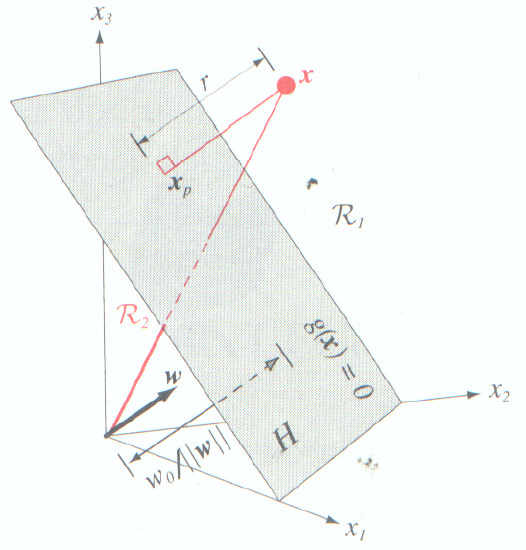 x₃
r
x
xₚ
R₁
R₂
g(x) = 0
w
x₂
H
w₀/||w||
x₁